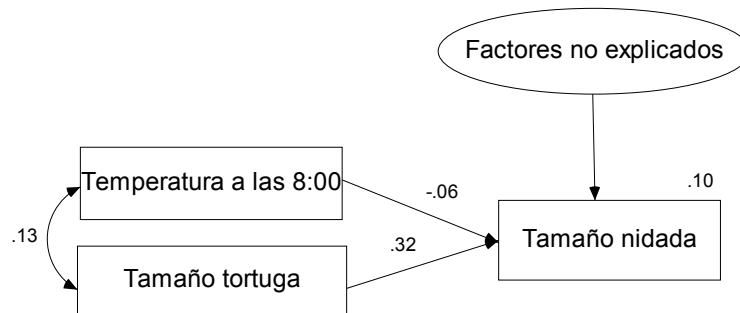 Factores no explicados
Temperatura a las 8:00
-.06
.10
.13
Tamaño nidada
.32
Tamaño tortuga